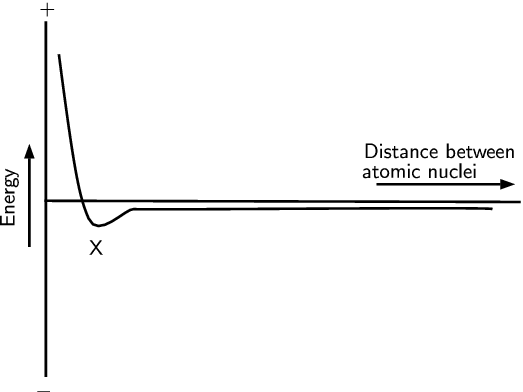 +
Distance between
atomic nuclei
Energy
X
−